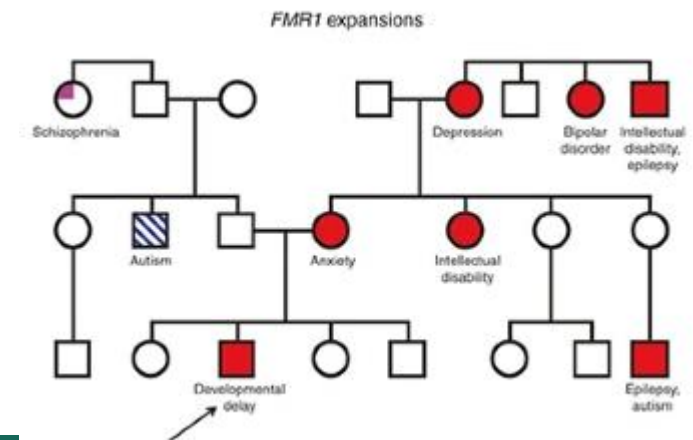 FMR1 expansions
Schizophrenia
Depression
Bipolar
disorder
Intellectual
disability,
epilepsy
Autism
Anxiety
Intellectual
disability
Developmental
delay
Epilepsy,
autism